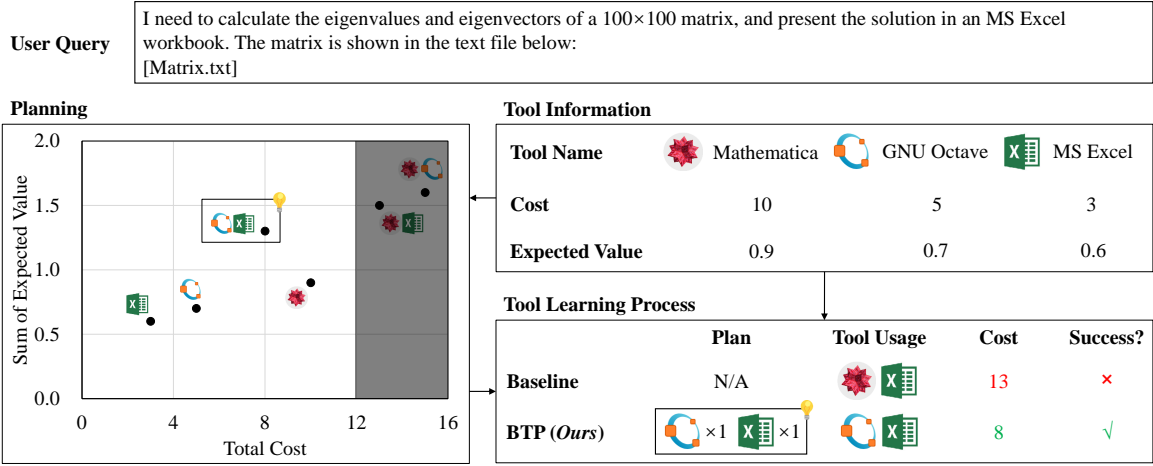 User Query
I need to calculate the eigenvalues and eigenvectors of a 100×100 matrix, and present the solution in an MS Excel
workbook. The matrix is shown in the text file below:
[Matrix.txt]
Planning
Sum of Expected Value
2.0
1.5
1.0
0.5
0.0
0 4 8 12 16
Total Cost
Tool Information
Tool Name Mathematica GNU Octave MS Excel
Cost 10 5 3
Expected Value 0.9 0.7 0.6
Tool Learning Process
Plan Tool Usage Cost Success?
Baseline N/A 13 ×
BTP (Ours) ×1 ×1 8 √